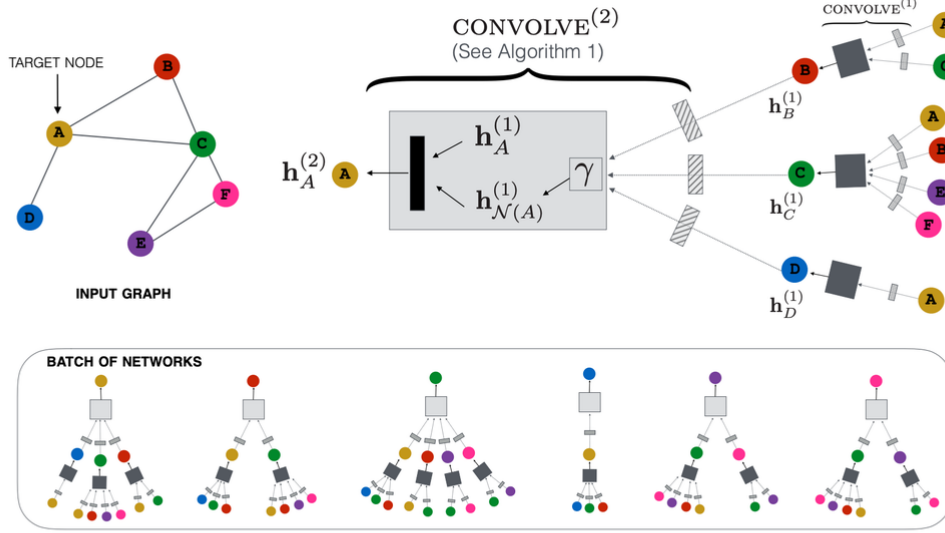 CONVOLVE^(2)
(See Algorithm 1)
CONVOLVE^(1)
TARGET NODE
A
B
C
D
E
F
INPUT GRAPH
h_A^(2)
A
h_A^(1)
h_N(A)^(1)
γ
B
h_B^(1)
C
h_C^(1)
D
h_D^(1)
A
C
A
B
E
F
A
BATCH OF NETWORKS